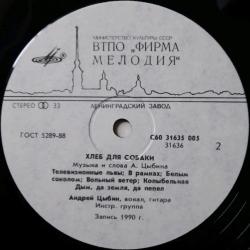 МИНИСТЕРСТВО КУЛЬТУРЫ СССР
ВТПО „ФИРМА
МЕЛОДИЯ"
СТЕРЕО 33
ЛЕНИНГРАДСКИЙ ЗАВОД
ГОСТ 5289-88
С60 31635 005
31636
2
ХЛЕБ ДЛЯ СОБАКИ
Музыка и слова А. Цыбина
Телевизионные львы; В рамках; Белым
соколом; Вольный ветер; Колыбельная
Дым, да земля, да пепел
Андрей Цыбин, вокал, гитара
Инстр. группа
Запись 1990 г.